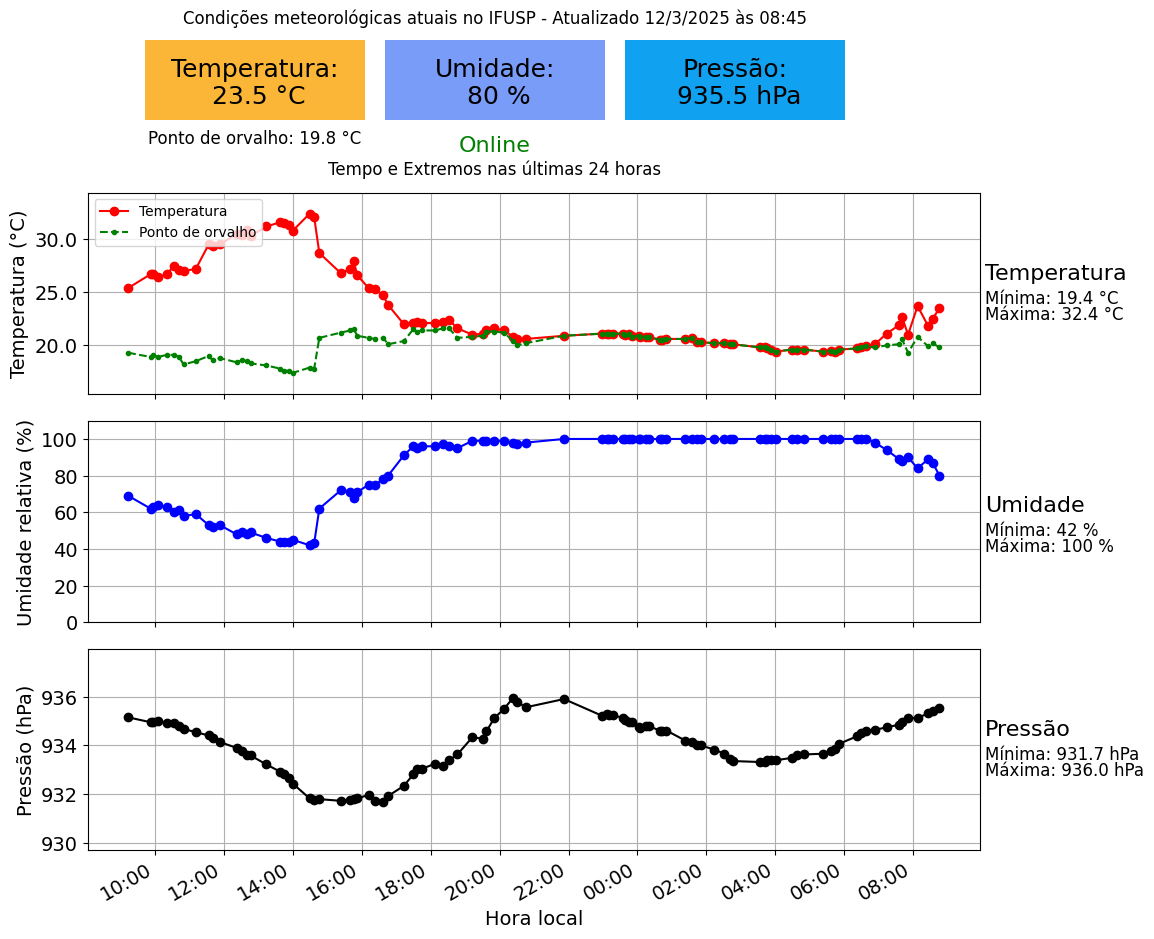 Condições meteorológicas atuais no IFUSP - Atualizado 12/3/2025 às 08:45
Temperatura:
23.5 °C
Umidade:
80 %
Pressão:
935.5 hPa
Ponto de orvalho: 19.8 °C
Online
Tempo e Extremos nas últimas 24 horas
Temperatura (°C)
30.0
25.0
20.0
Temperatura
Ponto de orvalho
Temperatura
Mínima: 19.4 °C
Máxima: 32.4 °C
Umidade relativa (%)
100
80
60
40
20
0
Umidade
Mínima: 42 %
Máxima: 100 %
Pressão (hPa)
936
934
932
930
Pressão
Mínima: 931.7 hPa
Máxima: 936.0 hPa
10:00
12:00
14:00
16:00
18:00
20:00
22:00
00:00
02:00
04:00
06:00
08:00
Hora local